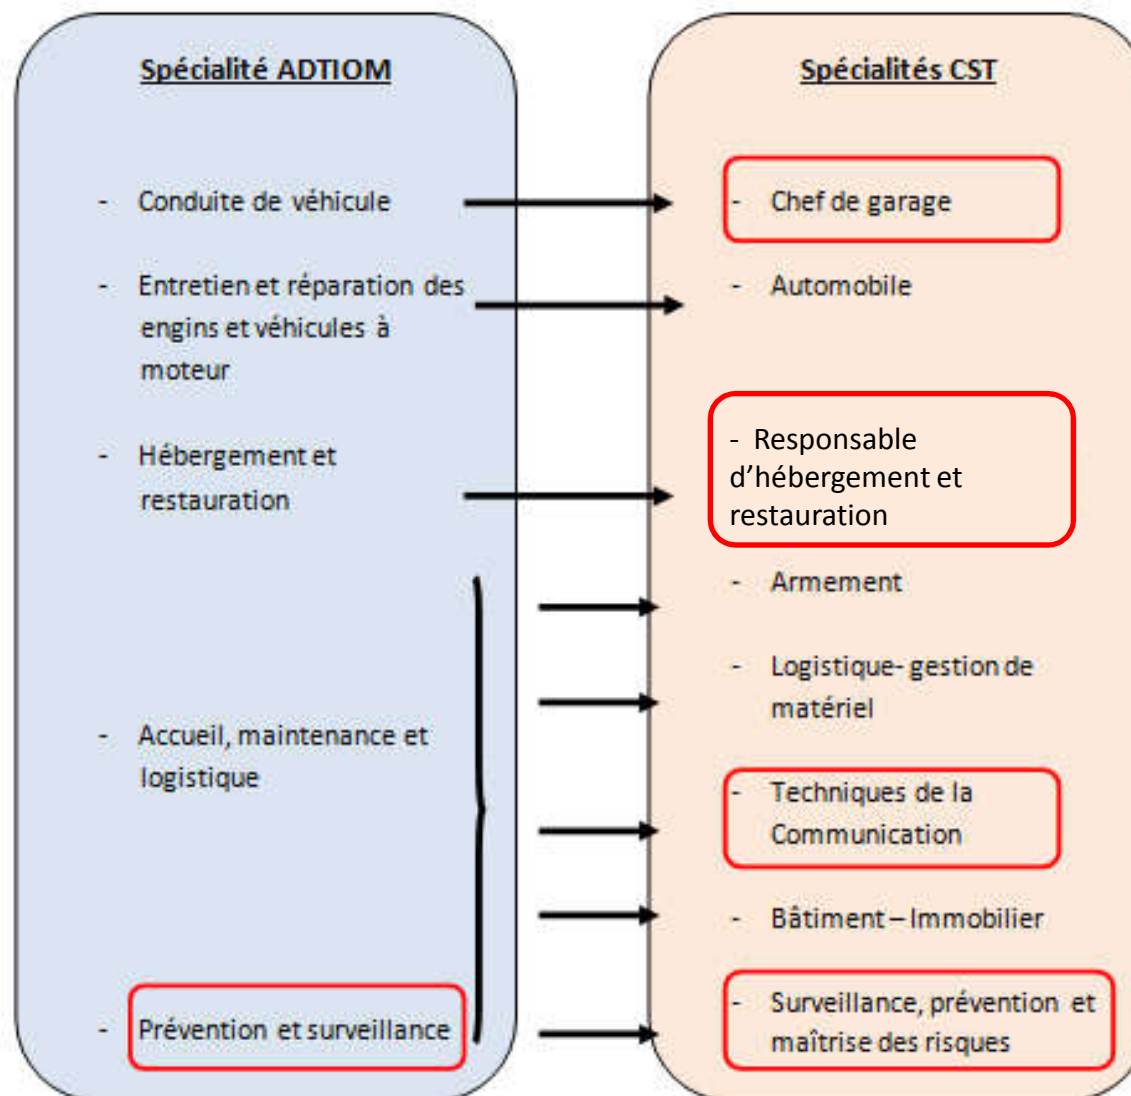 Spécialité ADTIOM
- Conduite de véhicule
- Entretien et réparation des
engins et véhicules à
moteur
- Hébergement et
restauration
- Accueil, maintenance et
logistique
- Prévention et surveillance
Spécialités CST
- Chef de garage
- Automobile
- Responsable
d’hébergement et
restauration
- Armement
- Logistique- gestion de
matériel
- Techniques de la
Communication
- Bâtiment – Immobilier
- Surveillance, prévention et
maîtrise des risques